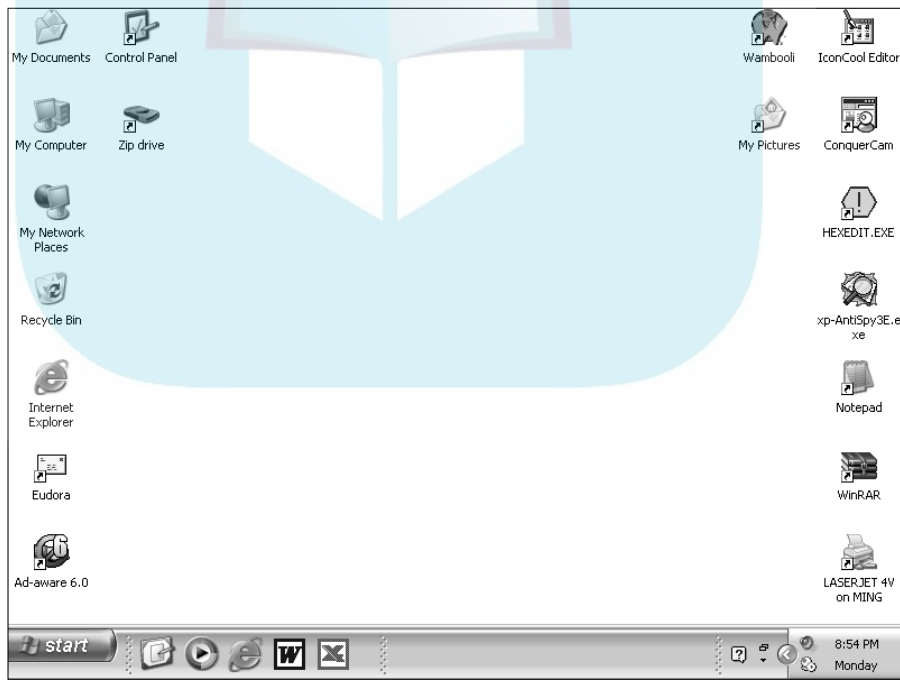 My Documents
Control Panel
Wambooli
IconCool Editor
My Computer
Zip drive
My Pictures
ConquerCam
My Network
Places
HEXEDIT.EXE
Recycle Bin
xp-AntiSpy3E.e
xe
Internet
Explorer
Notepad
Eudora
WinRAR
6
Ad-aware 6.0
LASERJET 4V
on MING
start
W
X
?
8:54 PM
Monday